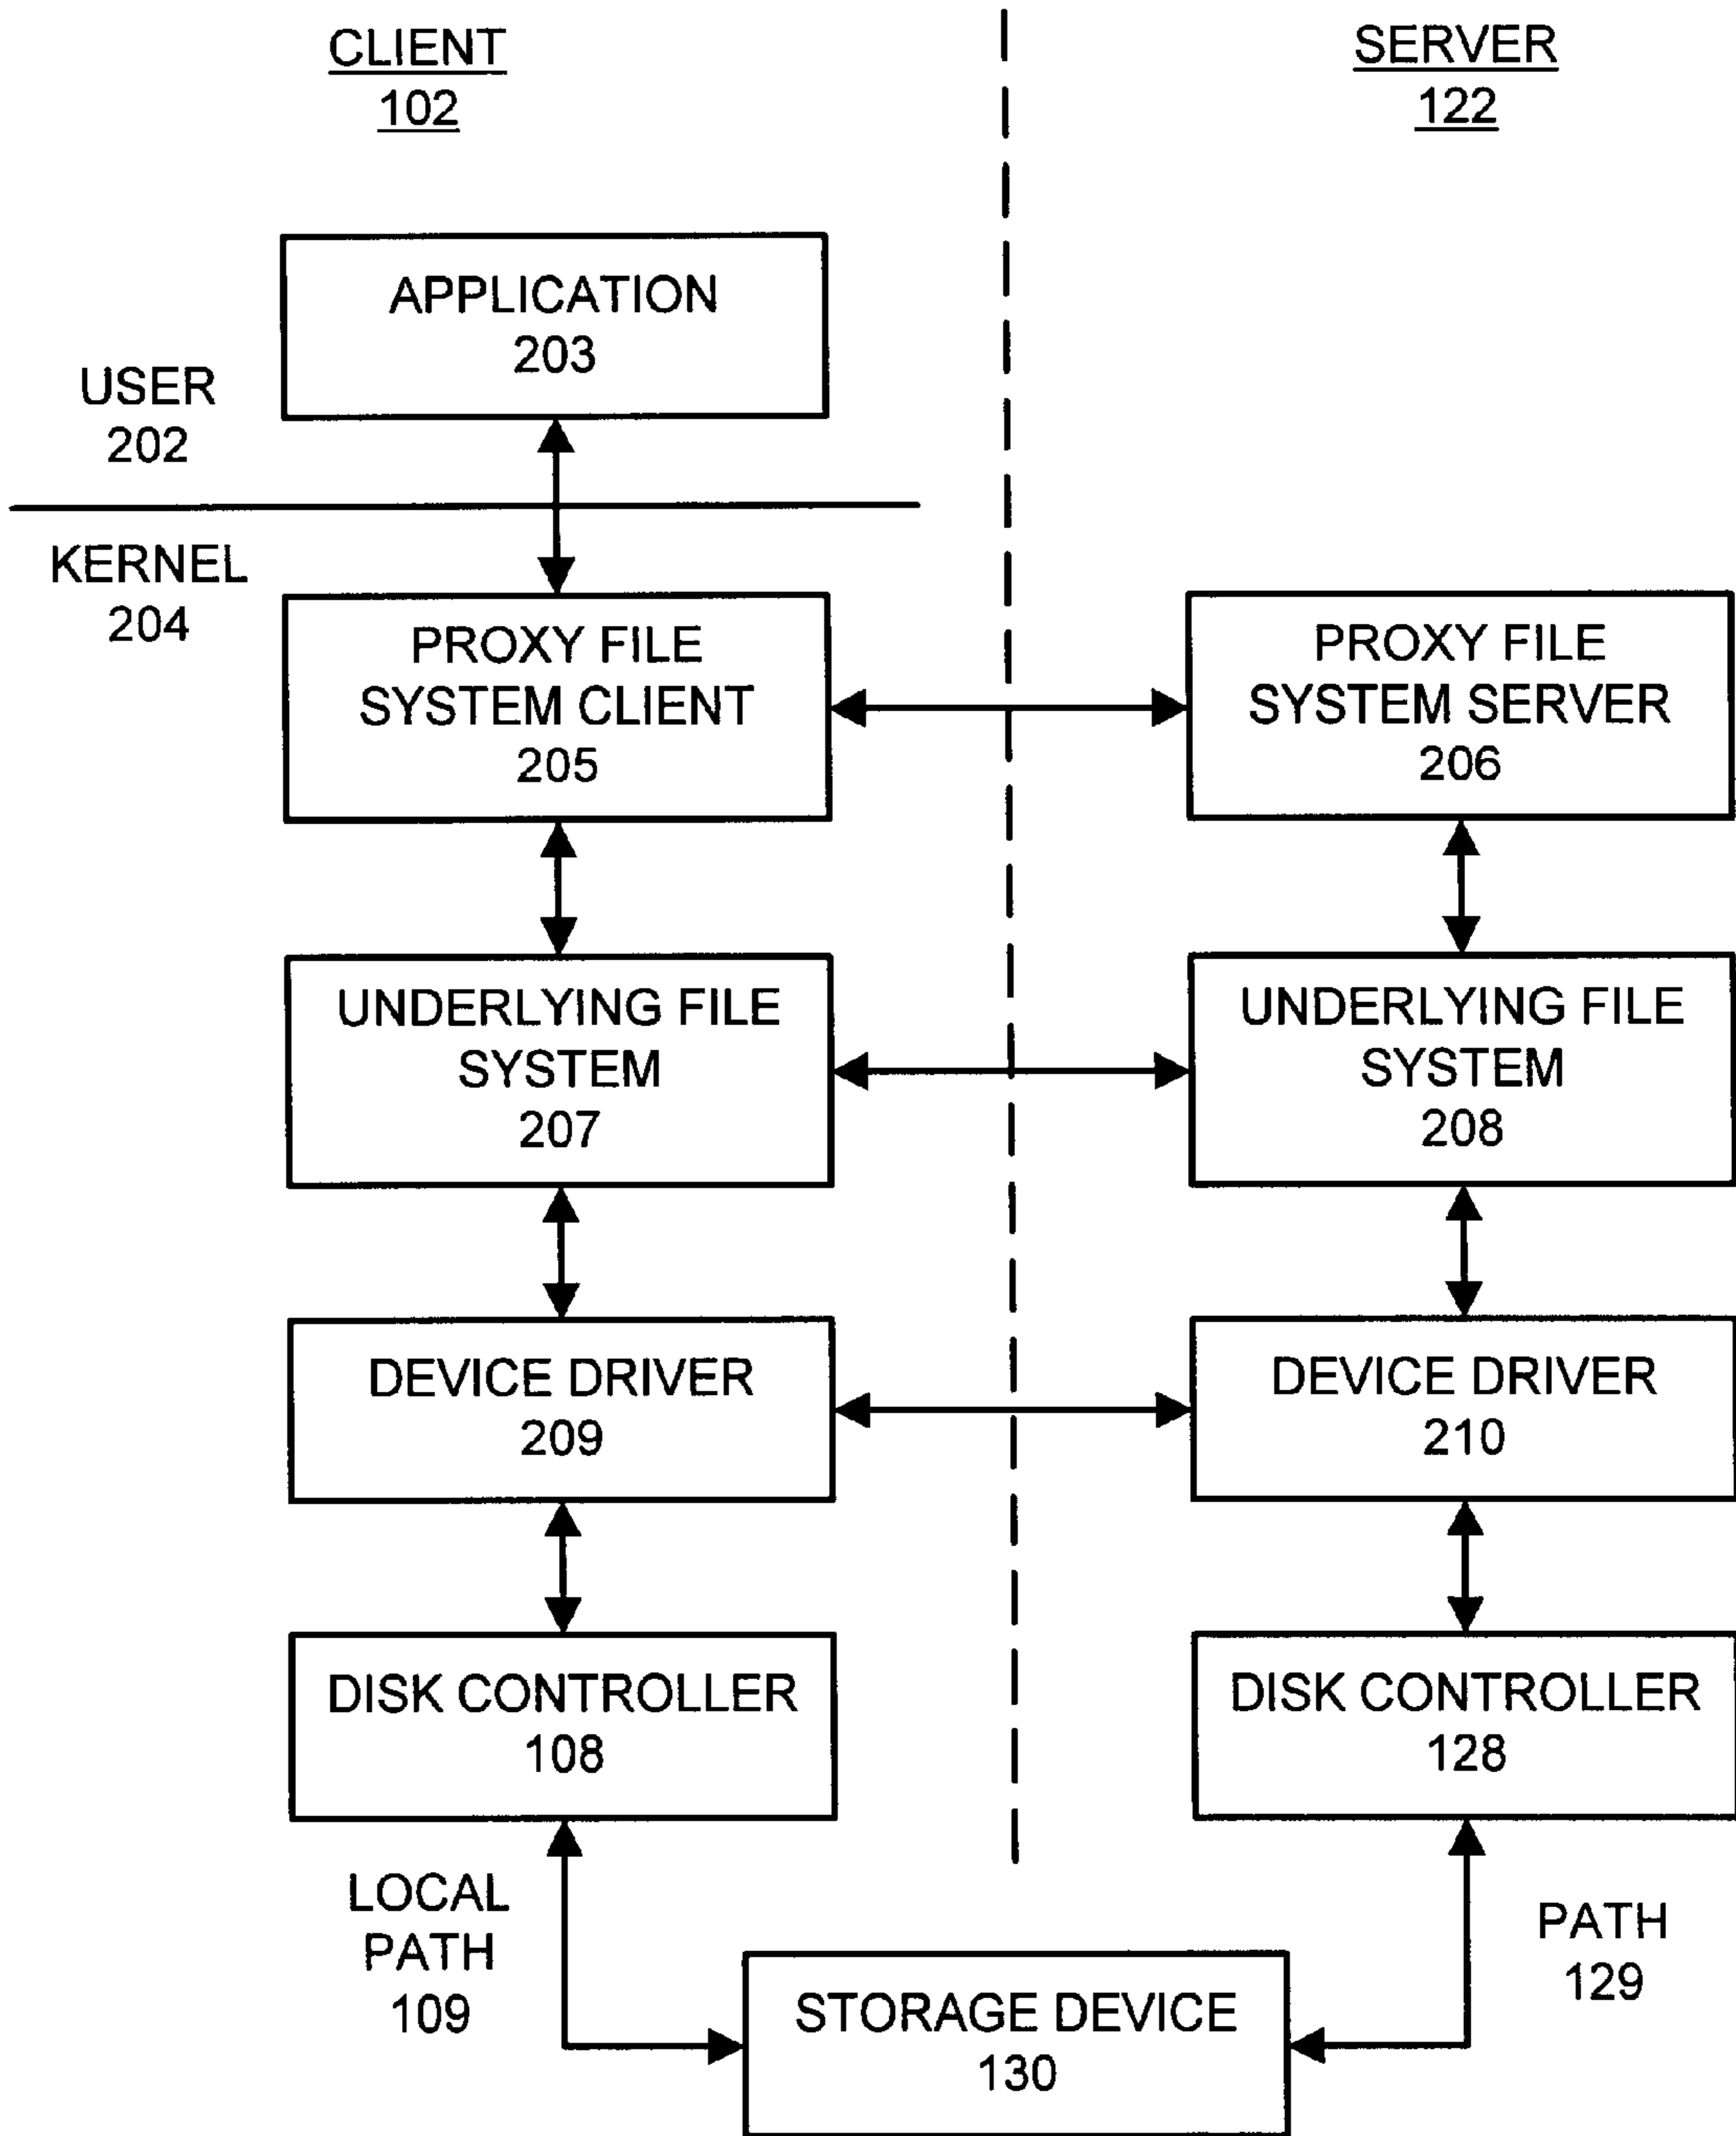 CLIENT
102
SERVER
122
APPLICATION
203
USER
202
KERNEL
204
PROXY FILE
SYSTEM CLIENT
205
PROXY FILE
SYSTEM SERVER
206
UNDERLYING FILE
SYSTEM
207
UNDERLYING FILE
SYSTEM
208
DEVICE DRIVER
209
DEVICE DRIVER
210
DISK CONTROLLER
108
DISK CONTROLLER
128
LOCAL
PATH
109
PATH
129
STORAGE DEVICE
130